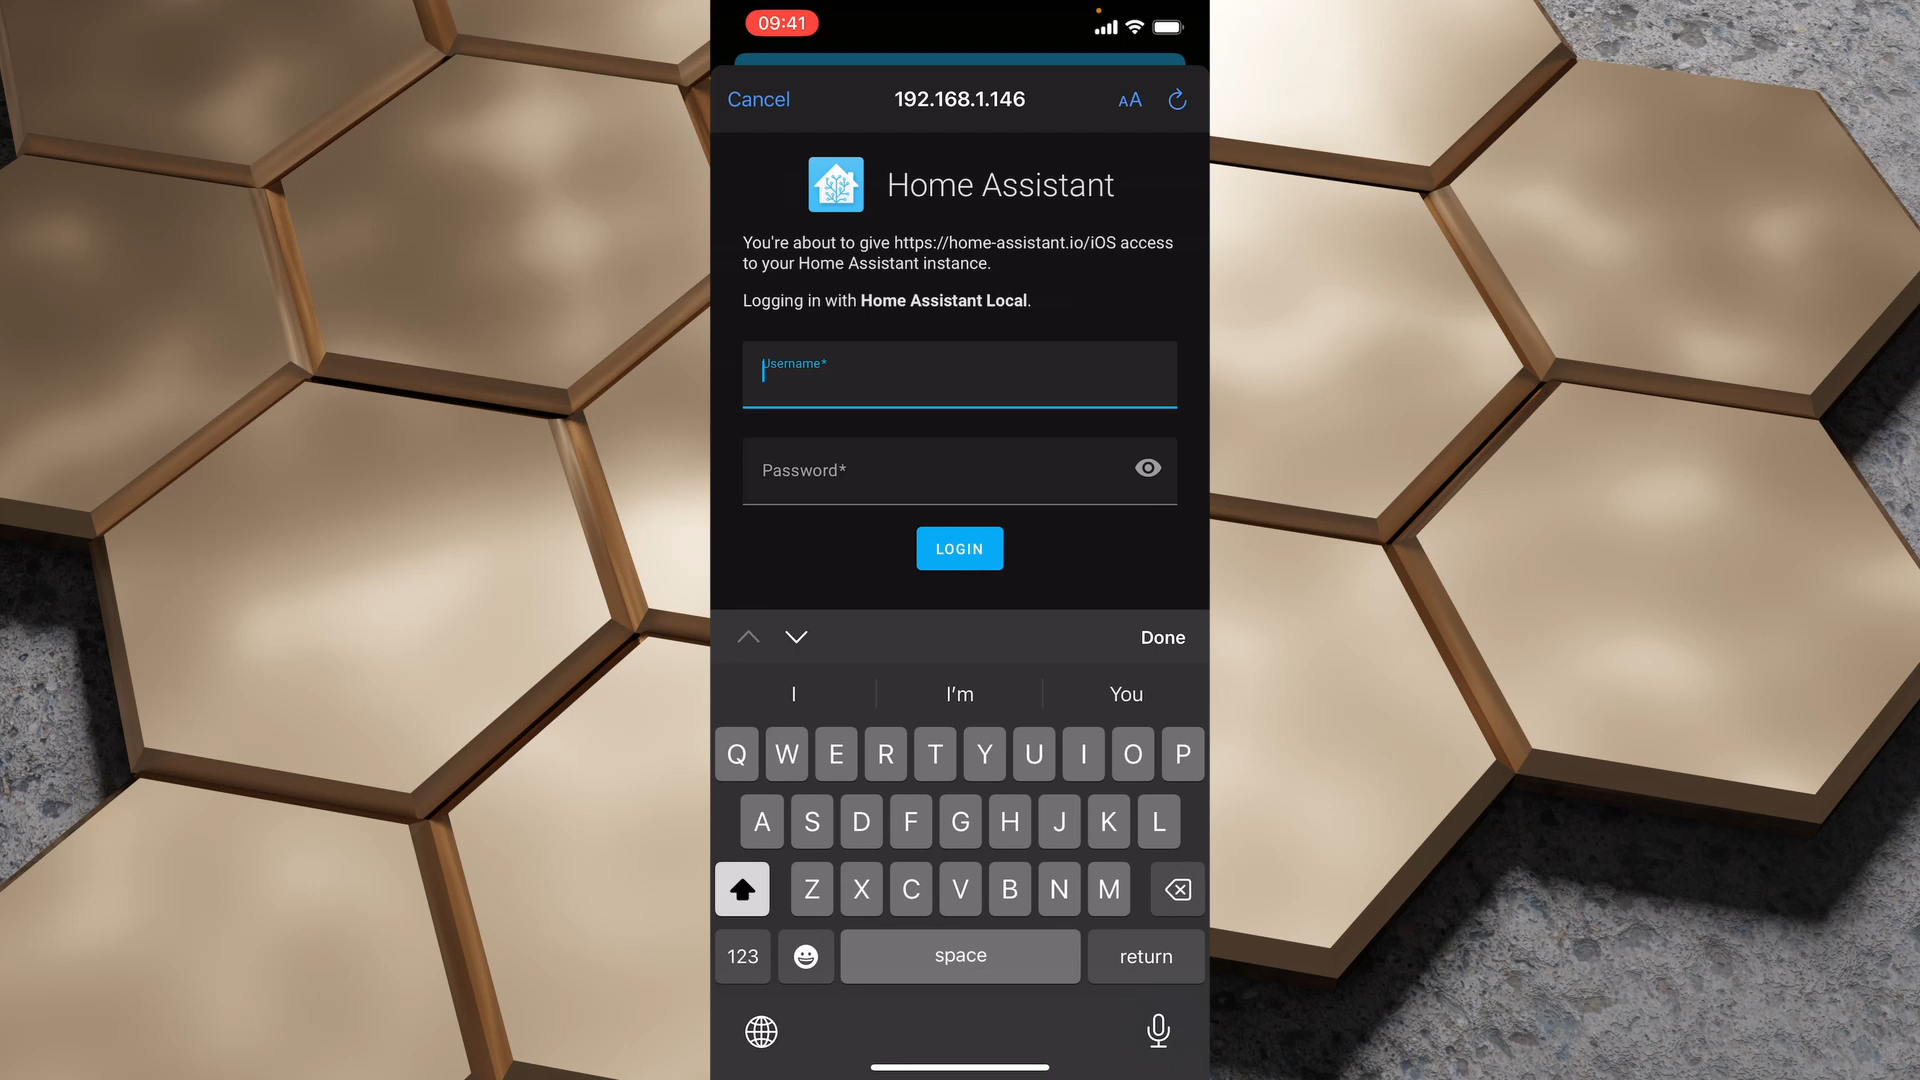 09:41
Cancel 192.168.1.146 AA
Home Assistant
You're about to give https://home-assistant.io/iOS access
to your Home Assistant instance.
Logging in with Home Assistant Local.
Username*
Password*
LOGIN
Done
I I'm You
Q W E R T Y U I O P
A S D F G H J K L
Z X C V B N M
123 space return